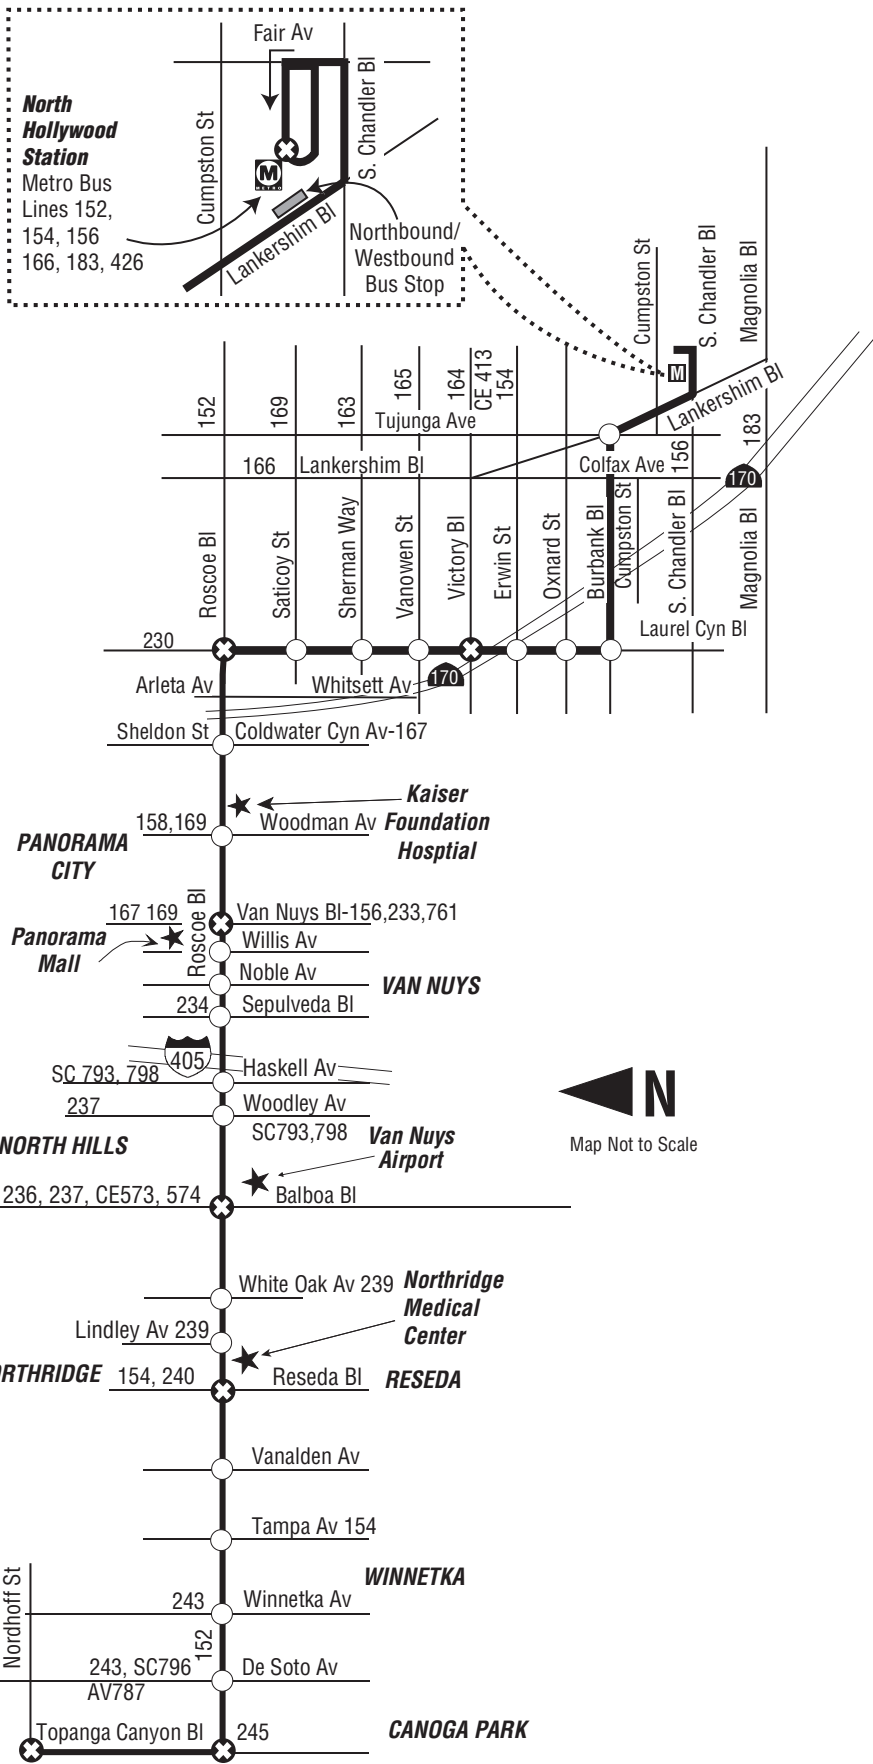 Fair Av
S. Chandler Bl
North
Hollywood
Station
Metro Bus
Lines 152,
154, 156
166, 183, 426
Cumpston St
M
METRO
Lankershim Bl
Northbound/
Westbound
Bus Stop
Cumpston St
S. Chandler Bl
Magnolia Bl
M
Lankershim Bl
152
169
163
165
164
CE 413
154
Tujunga Ave
156
183
166
Lankershim Bl
Colfax Ave
170
Roscoe Bl
Saticoy St
Sherman Way
Vanowen St
Victory Bl
Erwin St
Oxnard St
Burbank Bl
Cumpston St
S. Chandler Bl
Magnolia Bl
230
Laurel Cyn Bl
Arleta Av
Whitsett Av
170
Sheldon St
Coldwater Cyn Av-167
Kaiser
Foundation
Hosptial
158,169
Woodman Av
PANORAMA
CITY
167 169
Roscoe Bl
Van Nuys Bl-156,233,761
Panorama
Mall
Willis Av
Noble Av
VAN NUYS
234
Sepulveda Bl
405
SC 793, 798
Haskell Av
237
Woodley Av
SC793,798
N
Map Not to Scale
NORTH HILLS
Van Nuys
Airport
236, 237, CE573, 574
Balboa Bl
White Oak Av 239
Northridge
Medical
Center
Lindley Av 239
ORTHRIDGE
154, 240
Reseda Bl
RESEDA
Vanalden Av
Tampa Av 154
WINNETKA
Nordhoff St
243
Winnetka Av
152
243, SC796
AV787
De Soto Av
Topanga Canyon Bl
245
CANOGA PARK